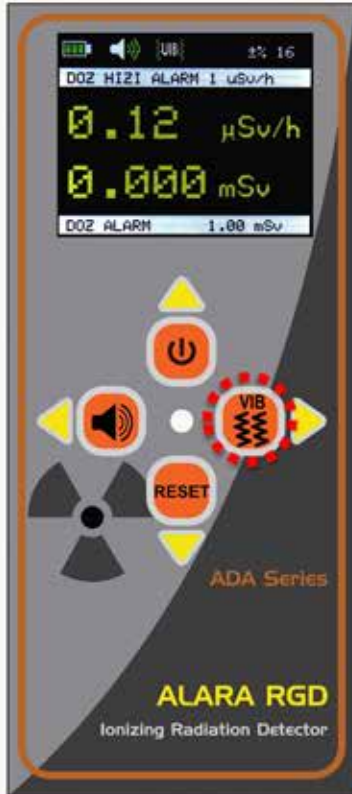 VIB ±% 16
DOZ HIZI ALARM 1 uSv/h
0.12 µSv/h
0.000 mSv
DOZ ALARM 1.00 mSv
VIB
RESET
ADA Series
ALARA RGD
Ionizing Radiation Detector